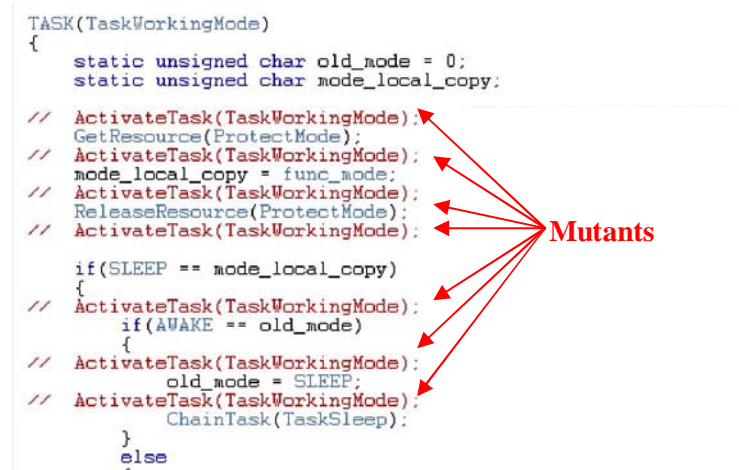 TASK(TaskWorkingMode)
{
static unsigned char old_mode = 0;
static unsigned char mode_local_copy;
// ActivateTask(TaskWorkingMode);
GetResource(ProtectMode);
// ActivateTask(TaskWorkingMode);
mode_local_copy = func_mode;
// ActivateTask(TaskWorkingMode);
ReleaseResource(ProtectMode);
// ActivateTask(TaskWorkingMode);
Mutants
if(SLEEP == mode_local_copy)
{
// ActivateTask(TaskWorkingMode);
if(AWAKE == old_mode)
{
// ActivateTask(TaskWorkingMode);
old_mode = SLEEP;
// ActivateTask(TaskWorkingMode);
ChainTask(TaskSleep);
}
else
{